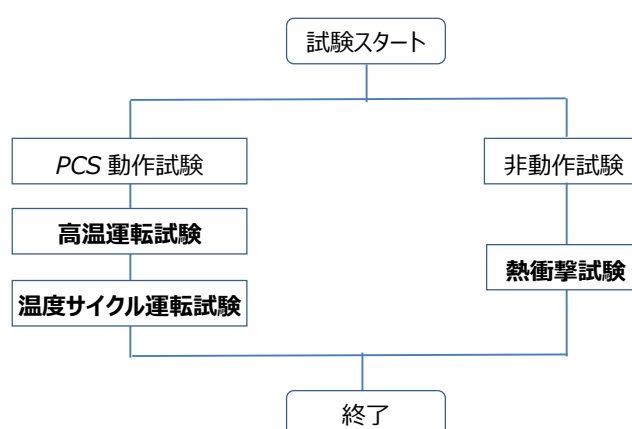 試験スタート
PCS 動作試験
非動作試験
高温運転試験
熱衝撃試験
温度サイクル運転試験
終了